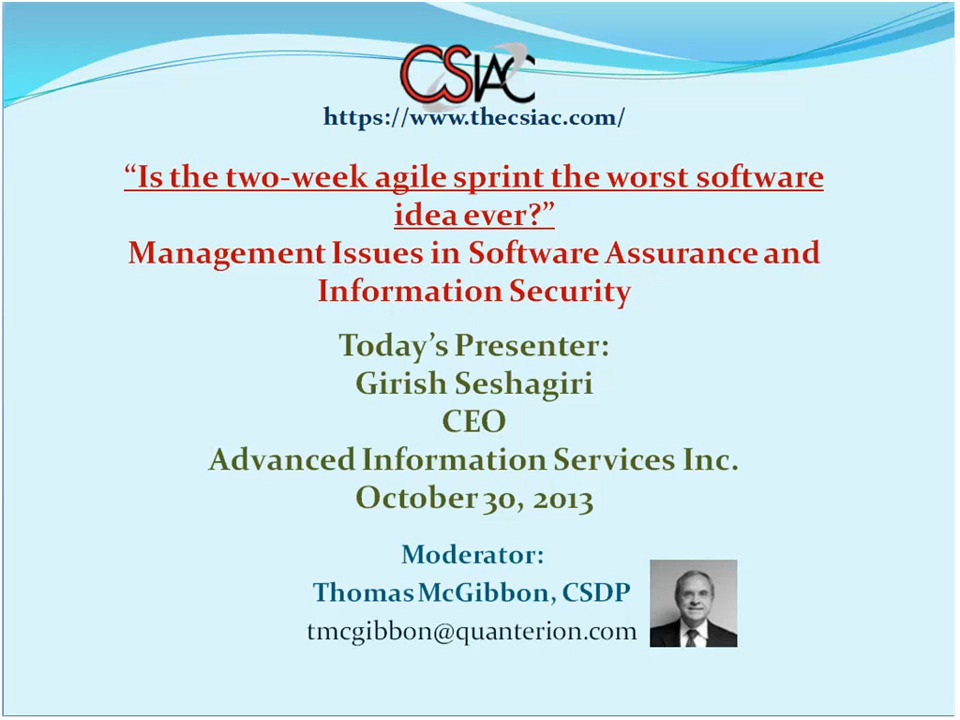 CSIAC
https://www.thecsiac.com/
“Is the two-week agile sprint the worst software
idea ever?”
Management Issues in Software Assurance and
Information Security
Today’s Presenter:
Girish Seshagiri
CEO
Advanced Information Services Inc.
October 30, 2013
Moderator:
Thomas McGibbon, CSDP
tmcgibbon@quanterion.com